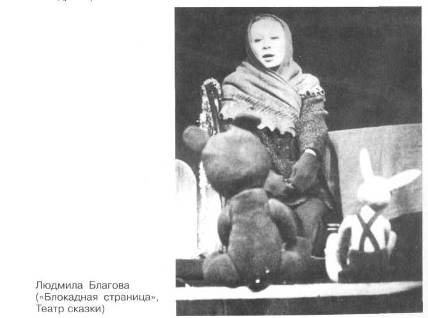 Людмила Благова
(«Блокадная страница»,
Театр сказки)